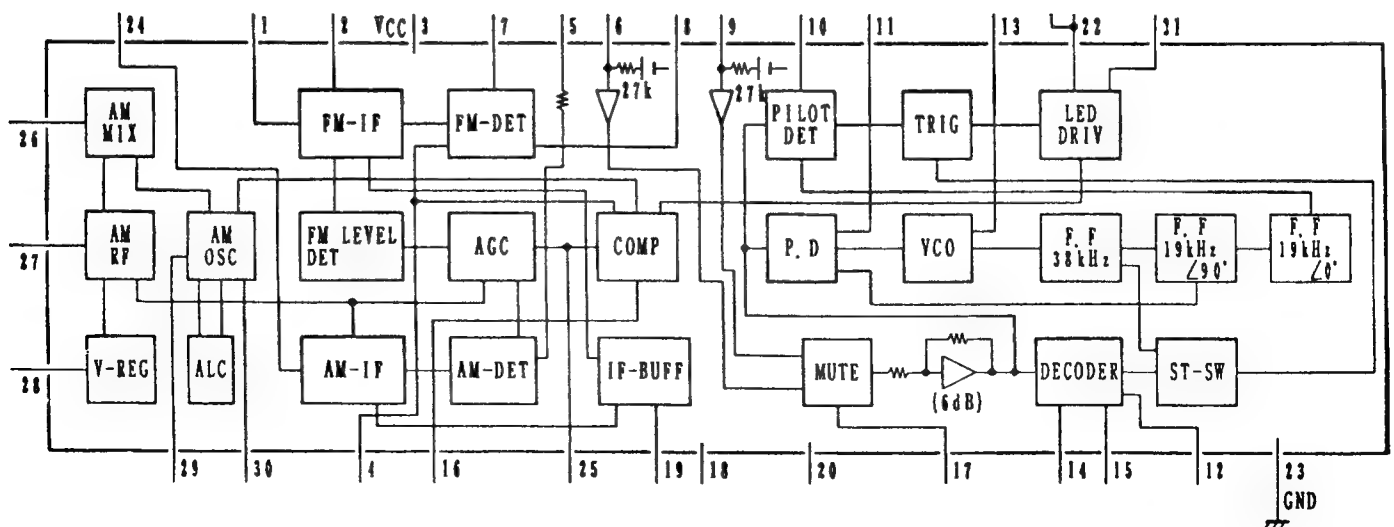 24 1 2 VCC 3 7 5 6 8 9 10 11 13 22 21
27k 27k
AM MIX
FM-IF
FM-DET
PILOT DET
TRIG
LED DRIV
26
AM RF
AM OSC
FM LEVEL DET
AGC
COMP
P.D
VCO
F.F 38kHz
F.F 19kHz ∠90°
F.F 19kHz ∠0°
27
V-REG
ALC
AM-IF
AM-DET
IF-BUFF
MUTE
(6dB)
DECODER
ST-SW
28
29 30 4 16 25 19 18 20 17 14 15 12 23
GND